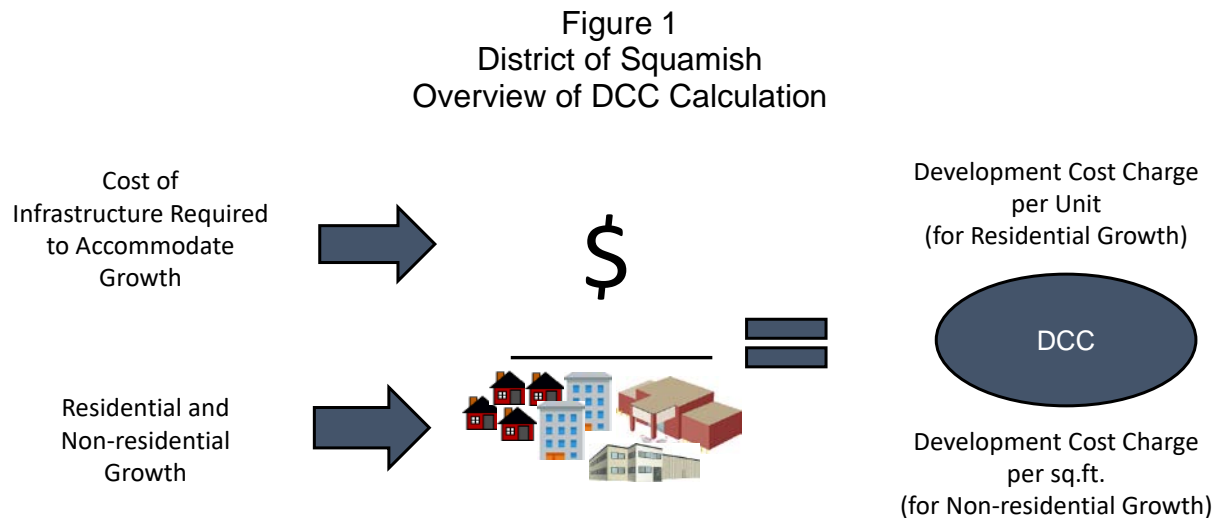 Figure 1
District of Squamish
Overview of DCC Calculation
Cost of
Infrastructure Required
to Accommodate
Growth
$
Residential and
Non-residential
Growth
Development Cost Charge
per Unit
(for Residential Growth)
DCC
Development Cost Charge
per sq.ft.
(for Non-residential Growth)